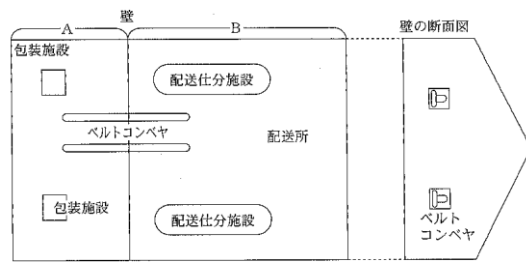 壁
A
B
壁の断面図
包装施設
配送仕分施設
ベルトコンベヤ
配送所
包装施設
配送仕分施設
ベルト
コンベヤ